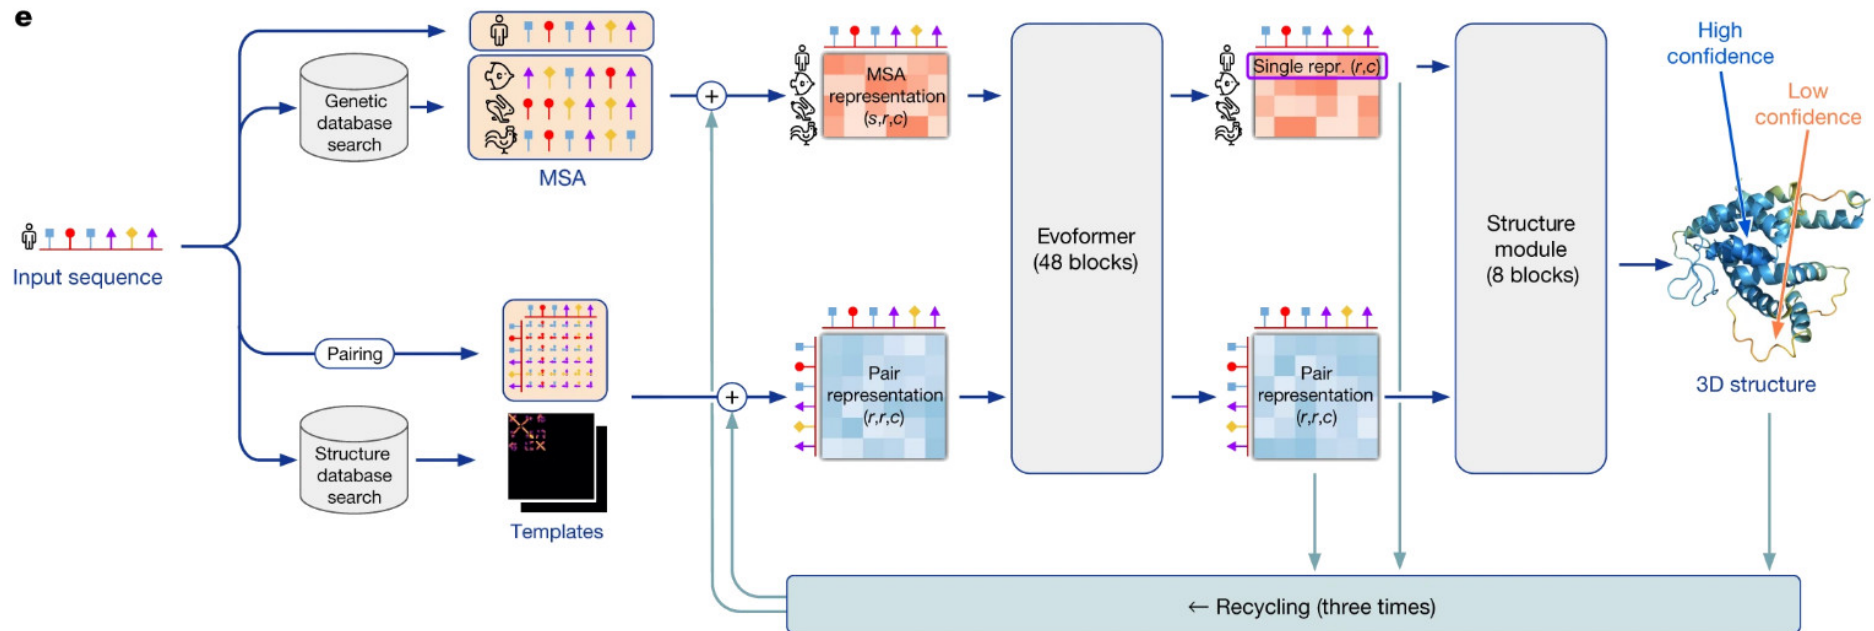 e
Genetic
database
search
MSA
Input sequence
Pairing
Structure
database
search
Templates
+
+
MSA
representation
(s,r,c)
Pair
representation
(r,r,c)
Evoformer
(48 blocks)
Single repr. (r,c)
Pair
representation
(r,r,c)
Structure
module
(8 blocks)
High
confidence
Low
confidence
3D structure
← Recycling (three times)